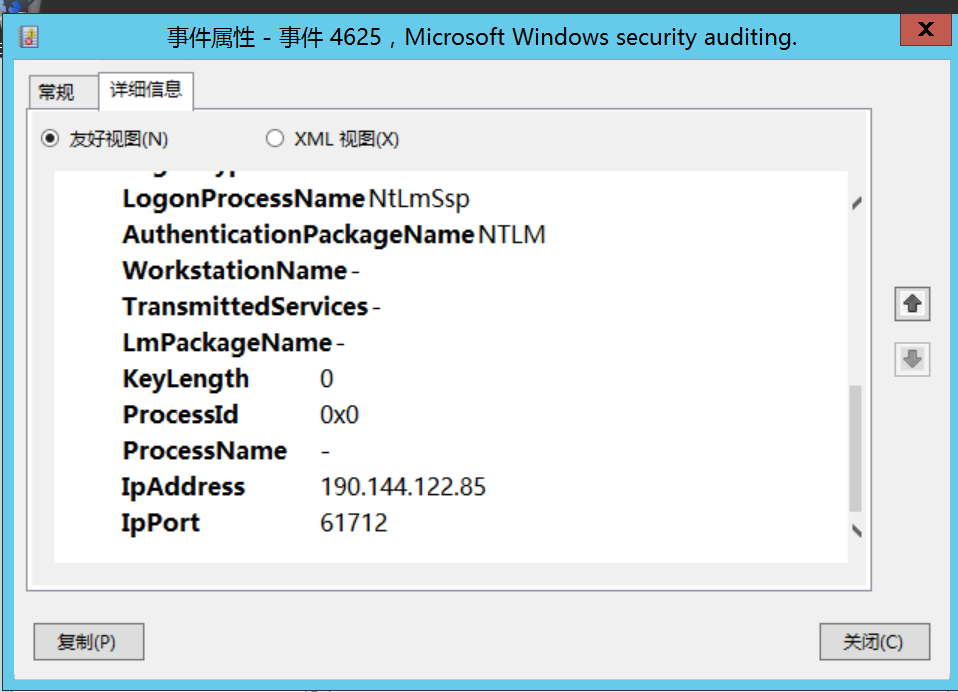 事件属性 - 事件 4625，Microsoft Windows security auditing.
常规 详细信息
友好视图(N) XML 视图(X)
LogonProcessName NtLmSsp
AuthenticationPackageName NTLM
WorkstationName -
TransmittedServices -
LmPackageName -
KeyLength 0
ProcessId 0x0
ProcessName -
IpAddress 190.144.122.85
IpPort 61712
复制(P) 关闭(C)